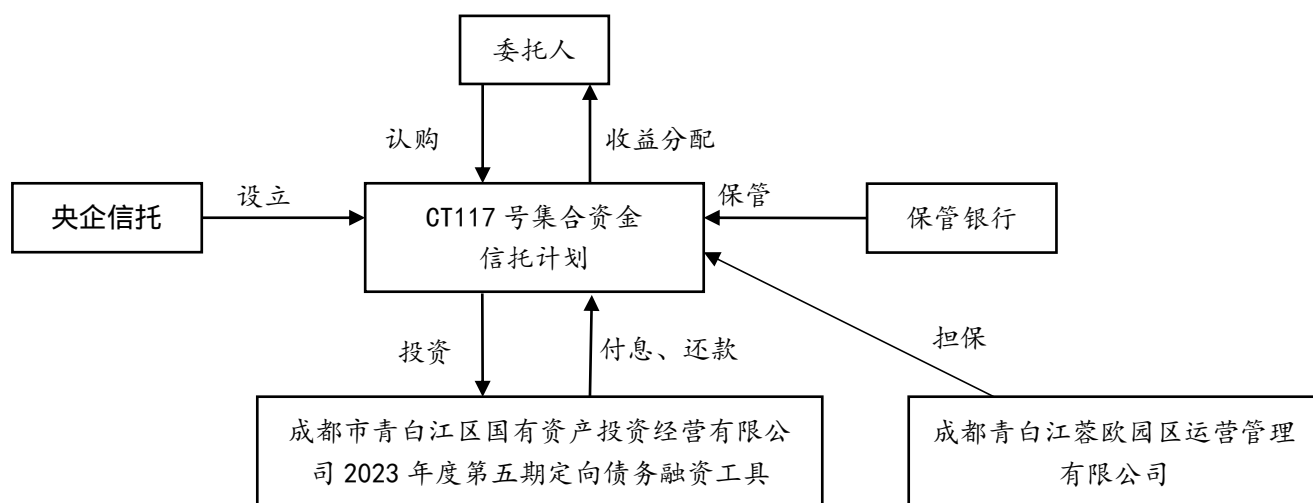 委托人
认购
收益分配
央企信托
设立
CT117 号集合资金
信托计划
保管
保管银行
投资
付息、还款
担保
成都市青白江区国有资产投资经营有限公
司 2023 年度第五期定向债务融资工具
成都青白江蓉欧园区运营管理
有限公司